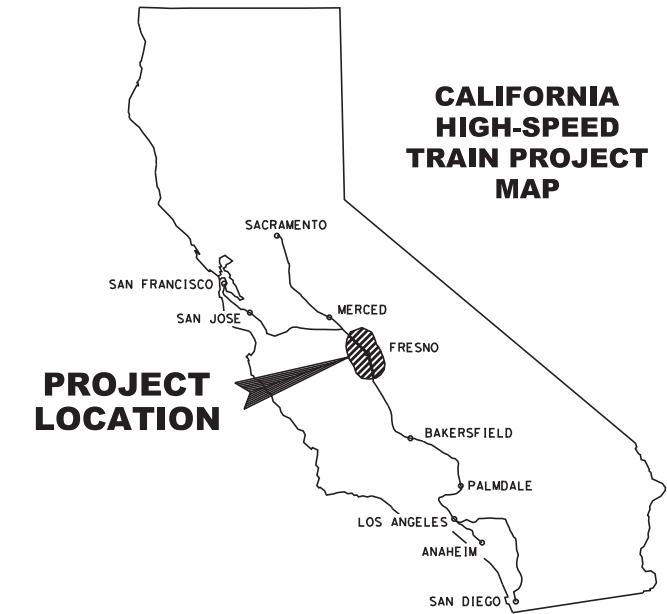 CALIFORNIA
HIGH-SPEED
TRAIN PROJECT
MAP
SACRAMENTO
SAN FRANCISCO
MERCED
SAN JOSE
FRESNO
PROJECT
LOCATION
BAKERSFIELD
PALMDALE
LOS ANGELES
ANAHEIM
SAN DIEGO